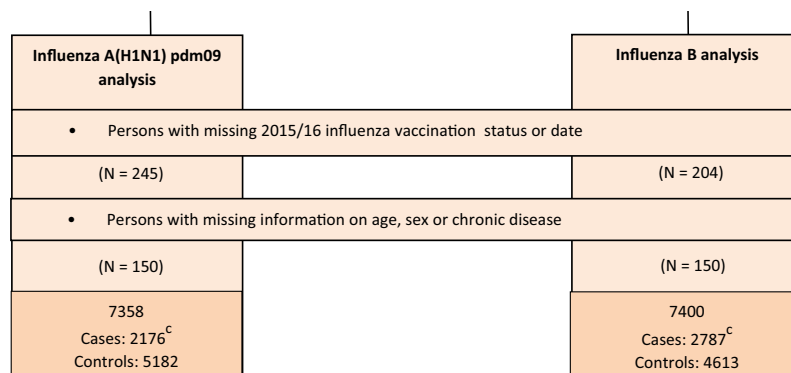 Influenza A(H1N1) pdm09
analysis
Influenza B analysis
• Persons with missing 2015/16 influenza vaccination status or date
(N = 245)
(N = 204)
• Persons with missing information on age, sex or chronic disease
(N = 150)
(N = 150)
7358
Cases: 2176c
Controls: 5182
7400
Cases: 2787c
Controls: 4613